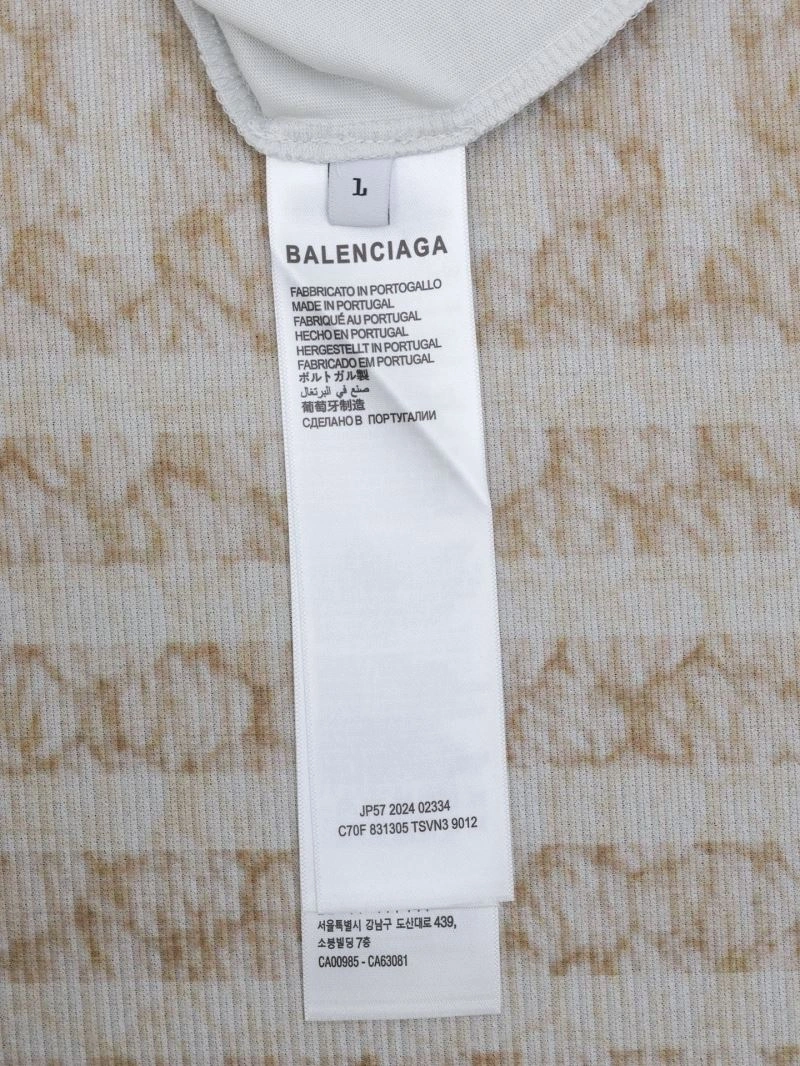 L
BALENCIAGA
FABBRICATO IN PORTOGALLO
MADE IN PORTUGAL
FABRIQUÉ AU PORTUGAL
HECHO EN PORTUGAL
HERGESTELLT IN PORTUGAL
FABRICADO EM PORTUGAL
ポルトガル製
صنع في البرتغال
葡萄牙制造
СДЕЛАНО В ПОРТУГАЛИИ
JP57 2024 02334
C70F 831305 TSVN3 9012
서울특별시 강남구 도산대로 439,
소봉빌딩 7층
CA00985 - CA63081